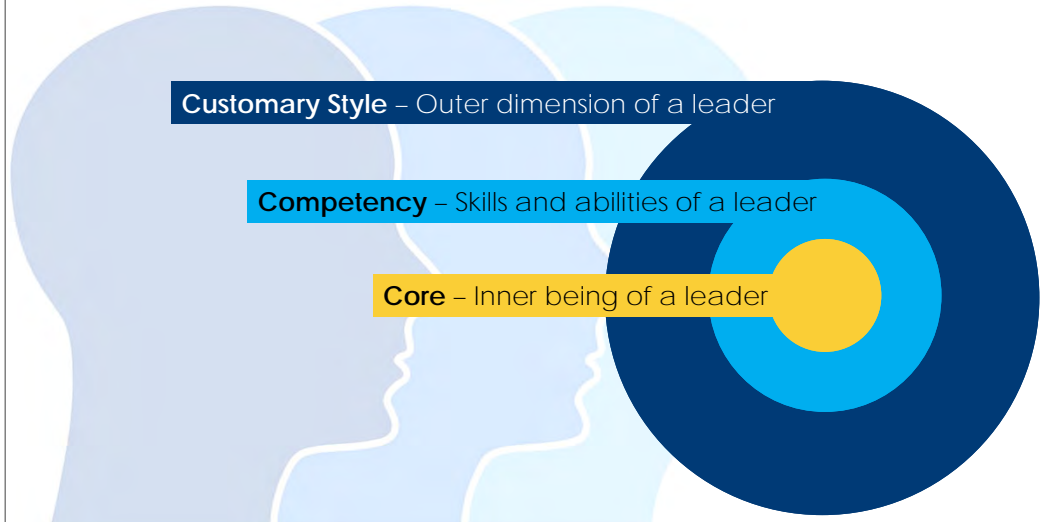 Customary Style – Outer dimension of a leader
Competency – Skills and abilities of a leader
Core – Inner being of a leader